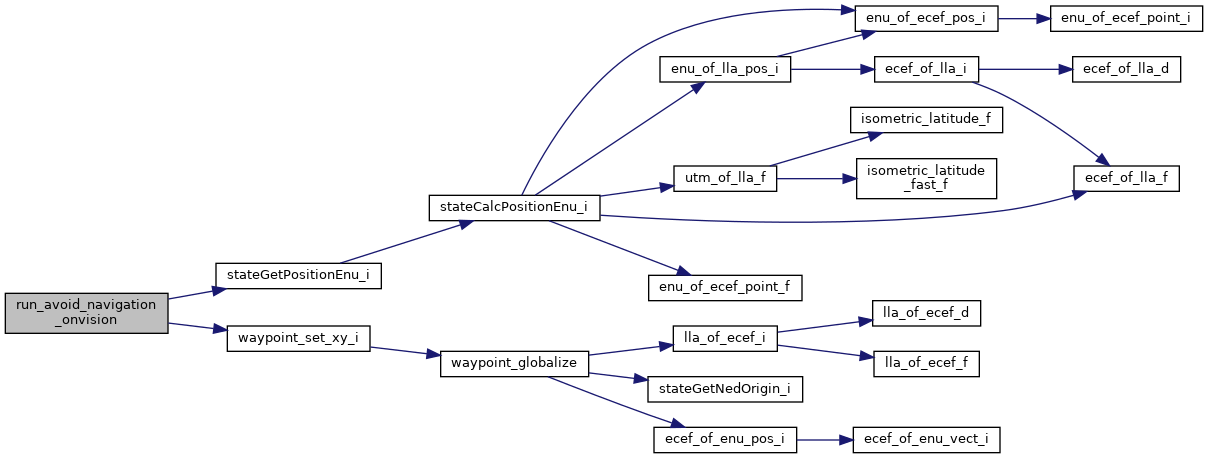 enu_of_ecef_pos_i
enu_of_ecef_point_i
enu_of_lla_pos_i
ecef_of_lla_i
ecef_of_lla_d
isometric_latitude_f
utm_of_lla_f
isometric_latitude
_fast_f
ecef_of_lla_f
stateCalcPositionEnu_i
stateGetPositionEnu_i
enu_of_ecef_point_f
run_avoid_navigation
_onvision
waypoint_set_xy_i
lla_of_ecef_i
lla_of_ecef_d
waypoint_globalize
lla_of_ecef_f
stateGetNedOrigin_i
ecef_of_enu_pos_i
ecef_of_enu_vect_i